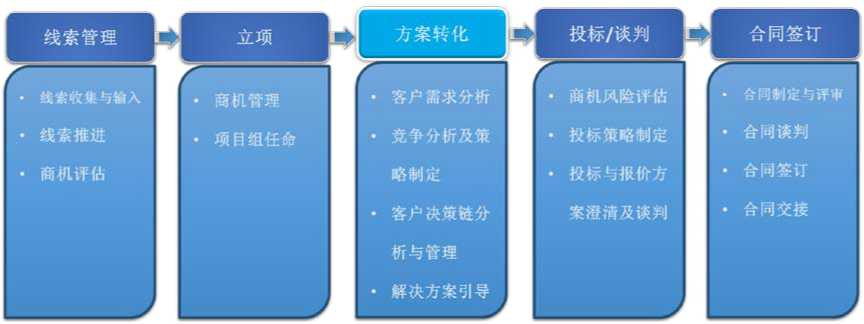 线索管理
立项
方案转化
投标/谈判
合同签订
• 线索收集与输入
• 线索推进
• 商机评估
• 商机管理
• 项目组任命
• 客户需求分析
• 竞争分析及策
略制定
• 客户决策链分
析与管理
• 解决方案引导
• 商机风险评估
• 投标策略制定
• 投标与报价方
案澄清及谈判
• 合同制定与评审
• 合同谈判
• 合同签订
• 合同交接